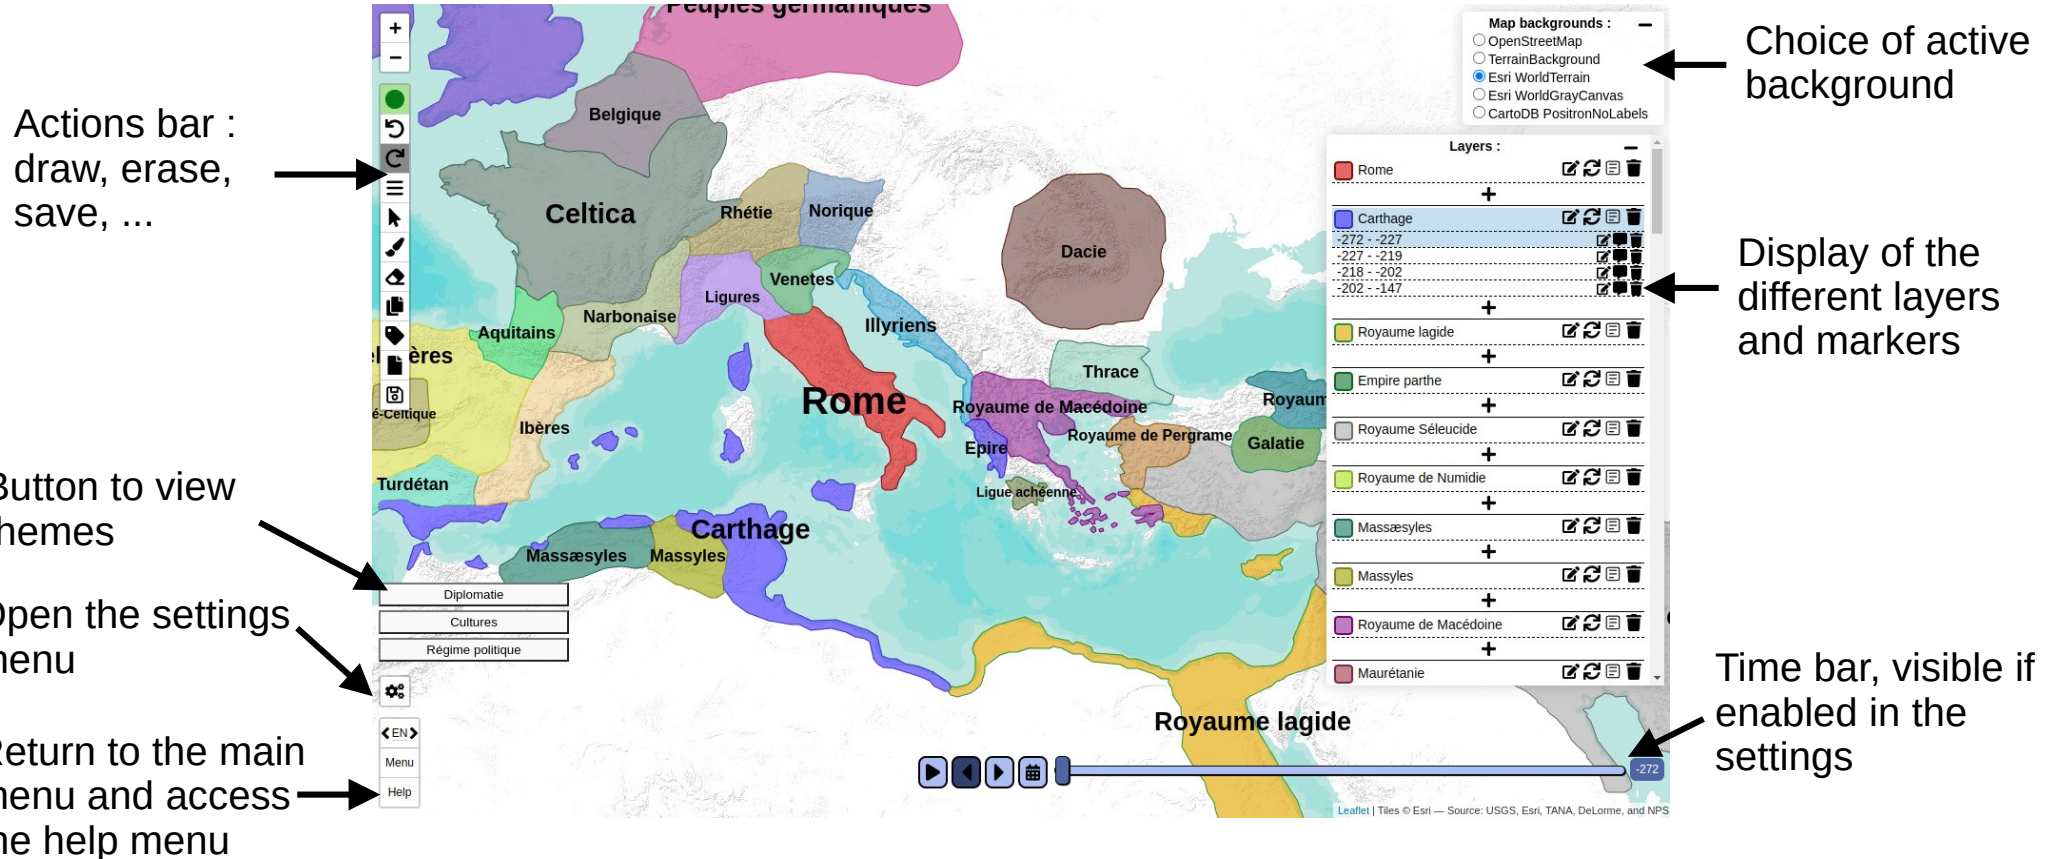 Actions bar :
draw, erase,
save, ...
Button to view
themes
Open the settings
menu
Return to the main
menu and access
the help menu
+
−
Peuples germaniques
Belgique
Celtica
Rhétie
Norique
Dacie
Venetes
Ligures
Narbonaise
Aquitains
Illyriens
Thrace
Rome
Royaume de Macédoine
é-Celtique
Ibères
Epire
Royaume de Pergrame
Galatie
Turdétan
Ligue achéenne
Carthage
Massæsyles
Massyles
Royaume lagide
Diplomatie
Cultures
Régime politique
EN
Menu
Help
Map backgrounds :
OpenStreetMap
TerrainBackground
Esri WorldTerrain
Esri WorldGrayCanvas
CartoDB PositronNoLabels
Layers :
Rome
+
Carthage
-272 - -227
-227 - -219
-218 - -202
-202 - -147
+
Royaume lagide
+
Empire parthe
+
Royaume Séleucide
+
Royaume de Numidie
+
Massæsyles
+
Massyles
+
Royaume de Macédoine
+
Maurétanie
-272
Leaflet | Tiles © Esri — Source: USGS, Esri, TANA, DeLorme, and NPS
Choice of active
background
Display of the
different layers
and markers
Time bar, visible if
enabled in the
settings